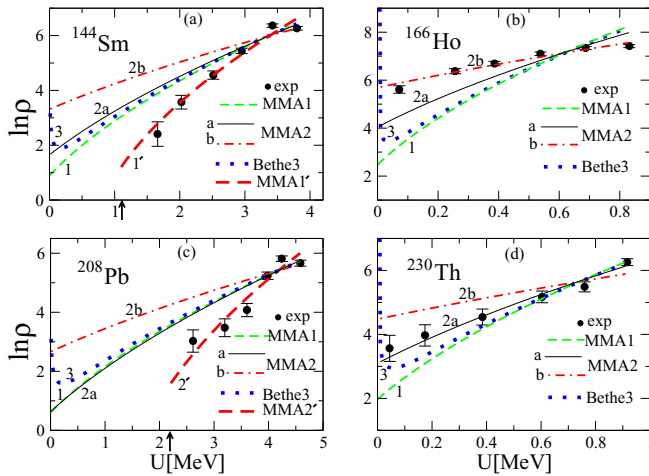 (a)
¹⁴⁴Sm
2b
2a
3
1
1′
exp
MMA1
a
MMA2
b
Bethe3
MMA1′
lnρ
0
2
4
6
0
1
2
3
4
(b)
¹⁶⁶Ho
2b
2a
3
1
exp
MMA1
a
MMA2
b
Bethe3
2
4
6
8
0
0.2
0.4
0.6
0.8
(c)
²⁰⁸Pb
2b
3
1
2a
2′
exp
MMA1
a
MMA2
b
Bethe3
MMA2′
lnρ
0
2
4
6
0
1
2
3
4
5
U[MeV]
(d)
²³⁰Th
2b
2a
3
1
exp
MMA1
a
MMA2
b
Bethe3
2
4
6
0
0.2
0.4
0.6
0.8
1
U[MeV]